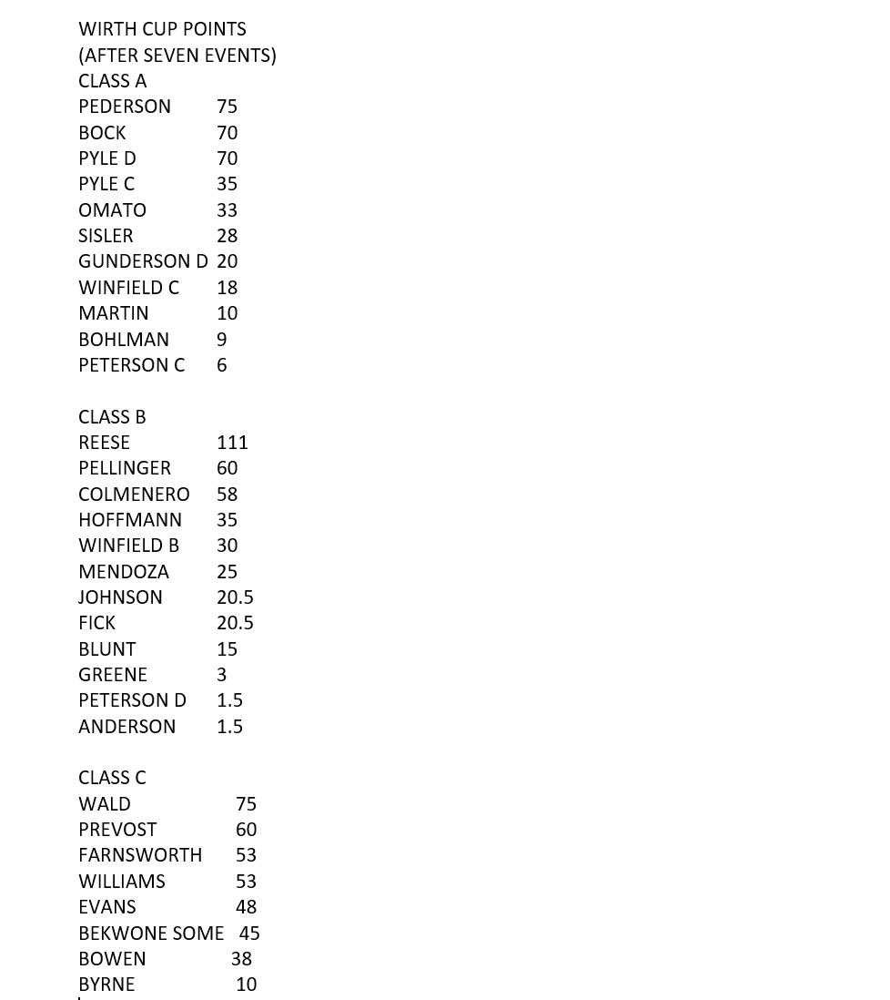 WIRTH CUP POINTS
(AFTER SEVEN EVENTS)
CLASS A
PEDERSON 75
BOCK 70
PYLE D 70
PYLE C 35
OMATO 33
SISLER 28
GUNDERSON D 20
WINFIELD C 18
MARTIN 10
BOHLMAN 9
PETERSON C 6
CLASS B
REESE 111
PELLINGER 60
COLMENERO 58
HOFFMANN 35
WINFIELD B 30
MENDOZA 25
JOHNSON 20.5
FICK 20.5
BLUNT 15
GREENE 3
PETERSON D 1.5
ANDERSON 1.5
CLASS C
WALD 75
PREVOST 60
FARNSWORTH 53
WILLIAMS 53
EVANS 48
BEKWONE SOME 45
BOWEN 38
BYRNE 10